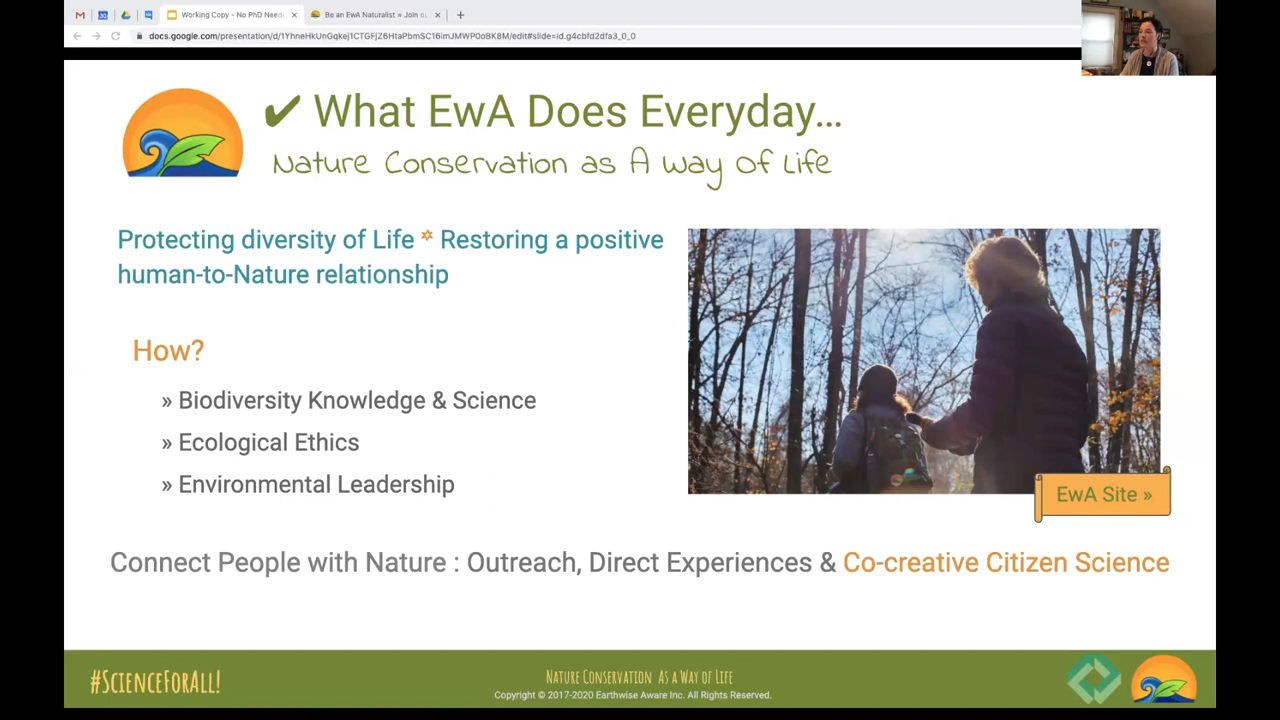 Working Copy - No PhD Neede
Be an EwA Naturalist » Join ou
docs.google.com/presentation/d/1YhneHkUnGqkej1CTGFjZ6HtaPbmSC16imJMWP0oBK8M/edit#slide=id.g4cbfd2dfa3_0_0
✔ What EwA Does Everyday...
Nature Conservation as A Way of Life
Protecting diversity of Life * Restoring a positive
human-to-Nature relationship
How?
» Biodiversity Knowledge & Science
» Ecological Ethics
» Environmental Leadership
EwA Site »
Connect People with Nature : Outreach, Direct Experiences & Co-creative Citizen Science
#ScienceForAll!
Nature Conservation As a Way of Life
Copyright © 2017-2020 Earthwise Aware Inc. All Rights Reserved.